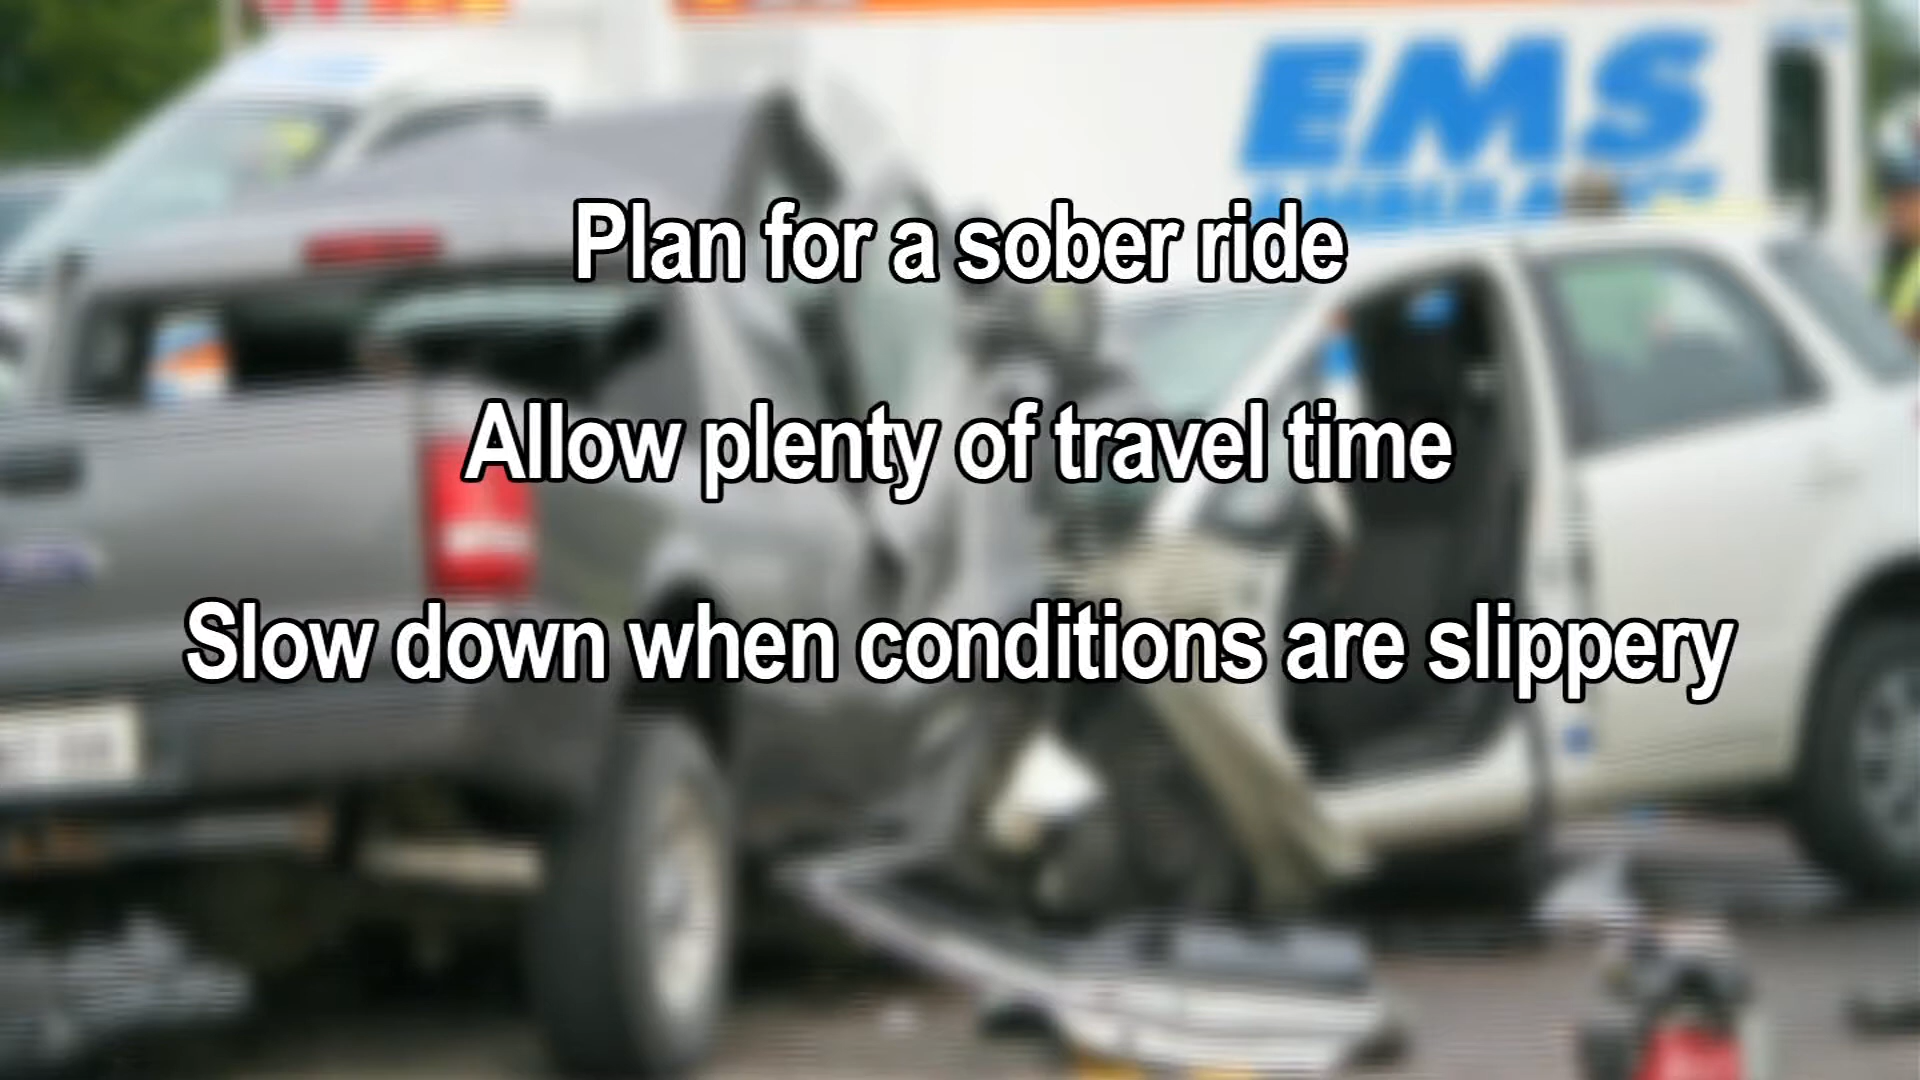 EMS
Plan for a sober ride
Allow plenty of travel time
Slow down when conditions are slippery